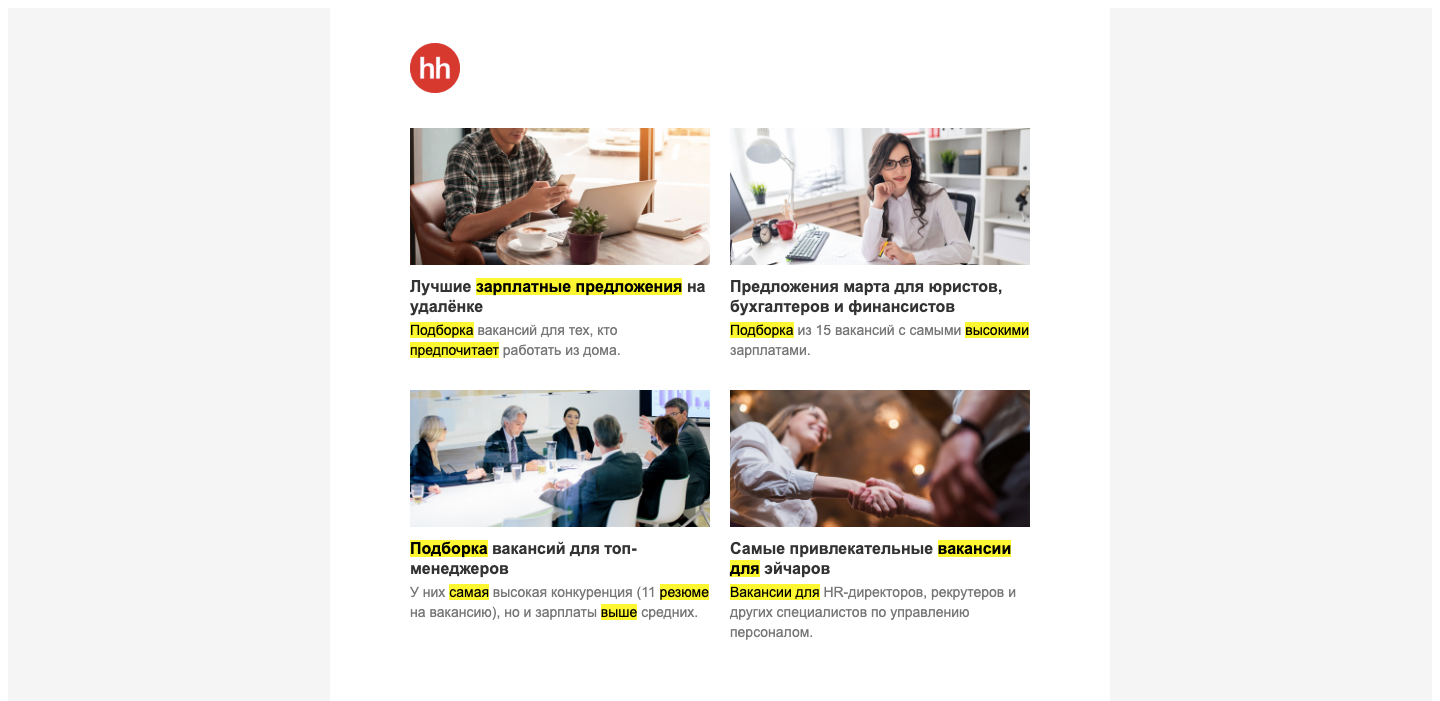 hh
Лучшие зарплатные предложения на
удалёнке
Подборка вакансий для тех, кто
предпочитает работать из дома.
Предложения марта для юристов,
бухгалтеров и финансистов
Подборка из 15 вакансий с самыми высокими
зарплатами.
Подборка вакансий для топ-
менеджеров
У них самая высокая конкуренция (11 резюме
на вакансию), но и зарплаты выше средних.
Самые привлекательные вакансии
для эйчаров
Вакансии для HR-директоров, рекрутеров и
других специалистов по управлению
персоналом.